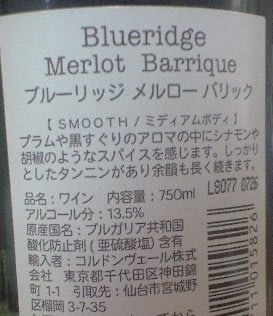 Blueridge
Merlot Barrique
ブルーリッジ メルロー バリック
【SMOOTH / ミディアムボディ】
プラムや黒すぐりのアロマの中にシナモンや
胡椒のようなスパイスを感じます。しっかり
としたタンニンがあり余韻も長く続きます。
品名：ワイン 内容量：750ml
アルコール分：13.5%
原産国名：ブルガリア共和国
酸化防止剤（亜硫酸塩）含有
輸入者：コルドンヴェール株式会
社 東京都千代田区神田錦
町 1-1 引取先：仙台市宮城野
区榴岡 3-7-35
L8077 0726